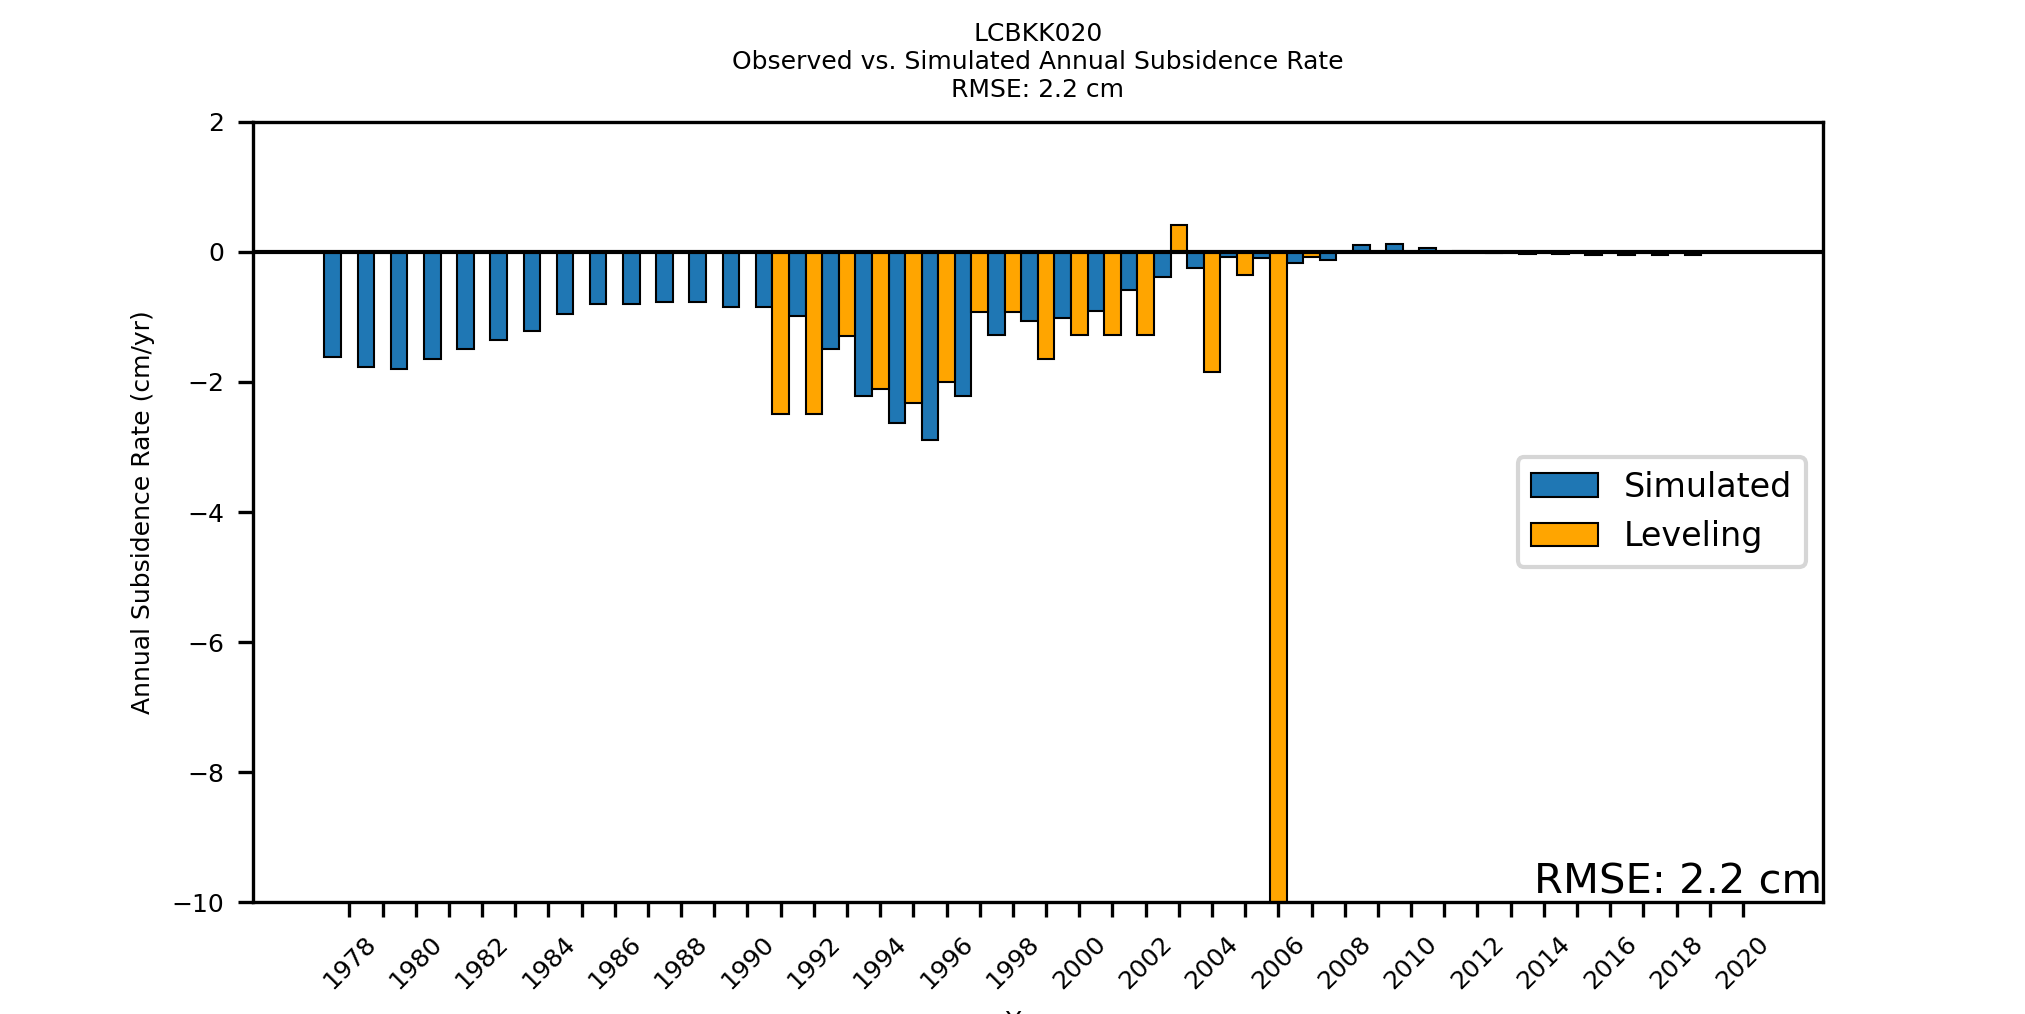 LCBKK020
Observed vs. Simulated Annual Subsidence Rate
RMSE: 2.2 cm
Annual Subsidence Rate (cm/yr)
2
0
−2
−4
−6
−8
−10
Simulated
Leveling
RMSE: 2.2 cm
1978 1980 1982 1984 1986 1988 1990 1992 1994 1996 1998 2000 2002 2004 2006 2008 2010 2012 2014 2016 2018 2020